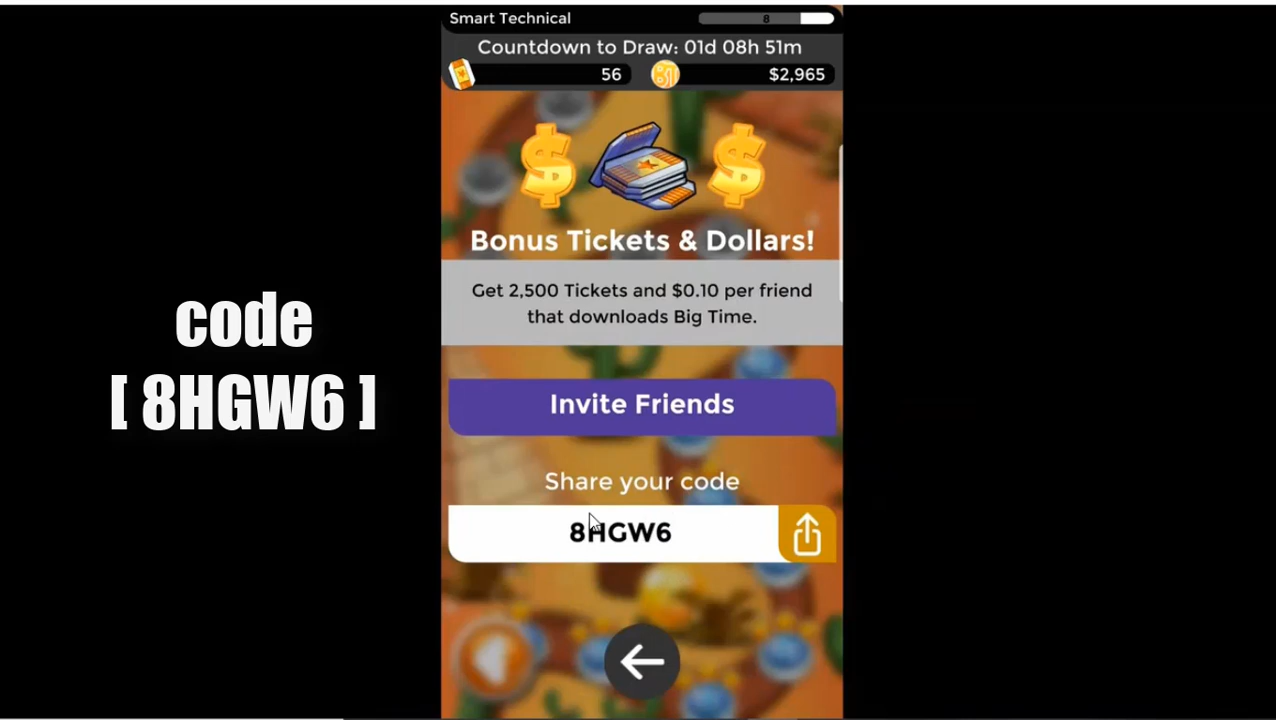 Smart Technical
8
Countdown to Draw: 01d 08h 51m
56
$2,965
Bonus Tickets & Dollars!
Get 2,500 Tickets and $0.10 per friend
that downloads Big Time.
Invite Friends
Share your code
8HGW6
code
[ 8HGW6 ]